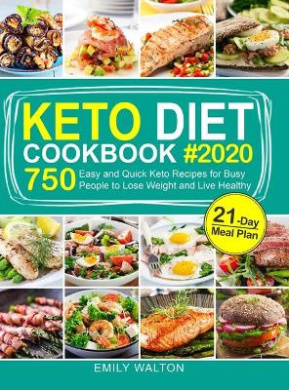 KETO DIET
COOKBOOK #2020
750 Easy and Quick Keto Recipes for Busy
People to Lose Weight and Live Healthy
21-Day
Meal Plan
EMILY WALTON